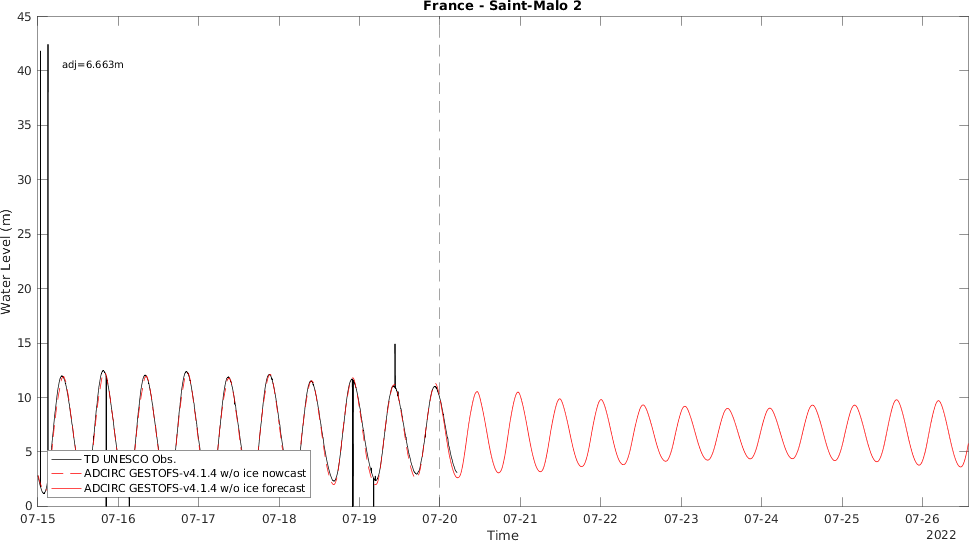 France - Saint-Malo 2
45
40
35
30
25
20
15
10
5
0
Water Level (m)
adj=6.663m
TD UNESCO Obs.
ADCIRC GESTOFS-v4.1.4 w/o ice nowcast
ADCIRC GESTOFS-v4.1.4 w/o ice forecast
07-15 07-16 07-17 07-18 07-19 07-20 07-21 07-22 07-23 07-24 07-25 07-26
Time
2022